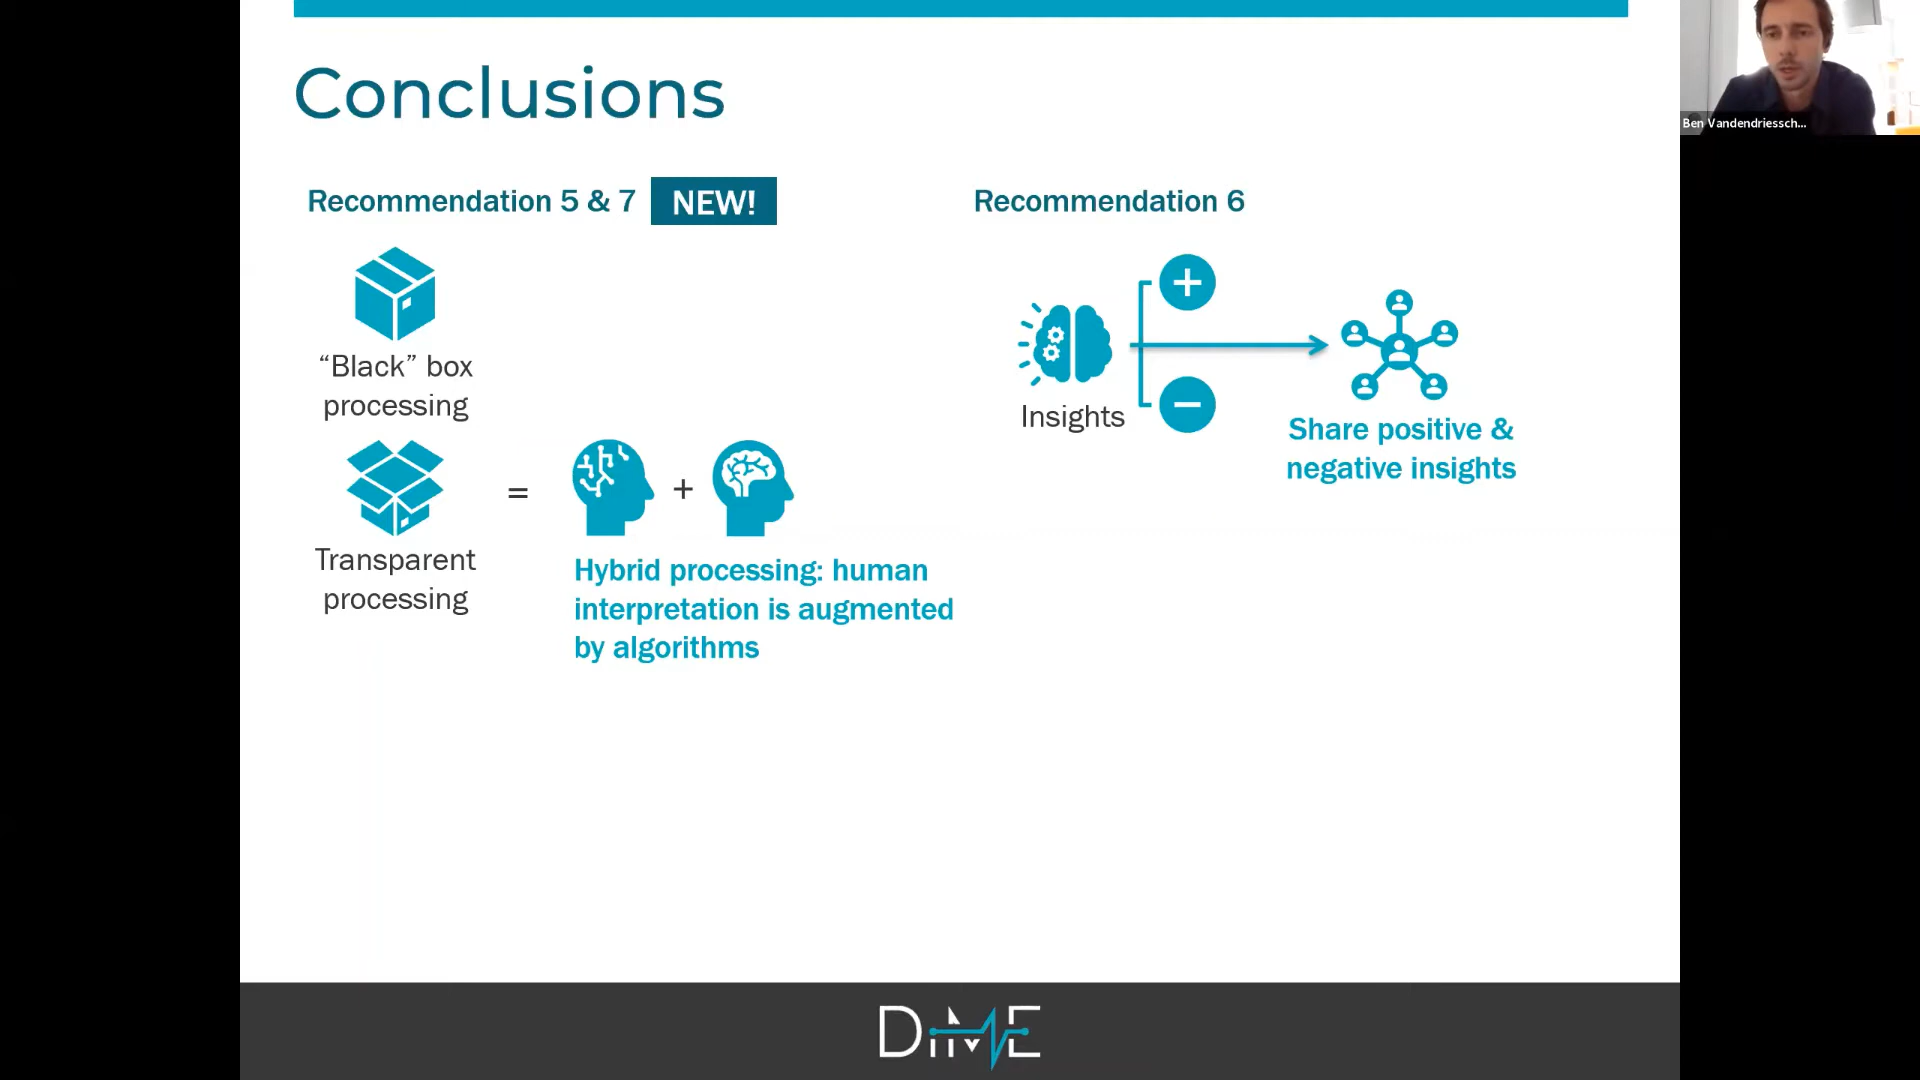 Conclusions
Ben Vandendriessch...
Recommendation 5 & 7 NEW!
“Black” box
processing
Transparent
processing
=
+
Hybrid processing: human
interpretation is augmented
by algorithms
Recommendation 6
+
−
Insights
Share positive &
negative insights
DiME